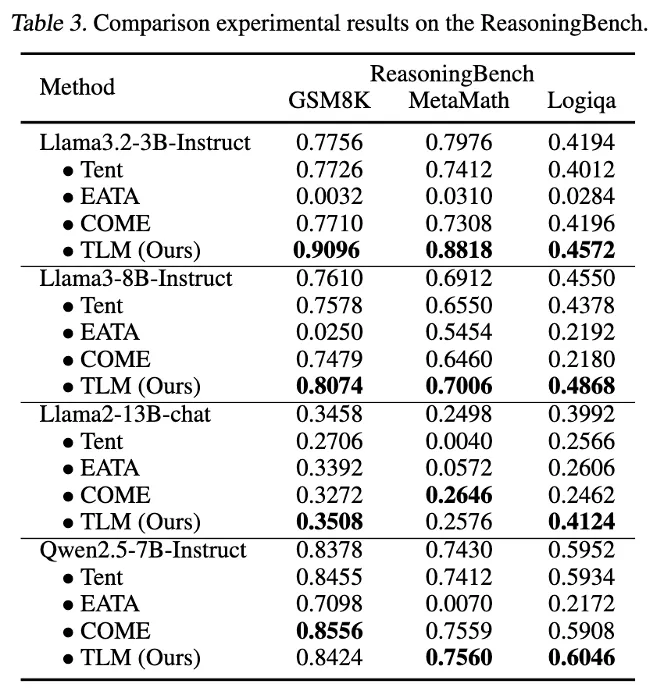 Table 3. Comparison experimental results on the ReasoningBench.
Method ReasoningBench
GSM8K MetaMath Logiqa
Llama3.2-3B-Instruct 0.7756 0.7976 0.4194
• Tent 0.7726 0.7412 0.4012
• EATA 0.0032 0.0310 0.0284
• COME 0.7710 0.7308 0.4196
• TLM (Ours) 0.9096 0.8818 0.4572
Llama3-8B-Instruct 0.7610 0.6912 0.4550
• Tent 0.7578 0.6550 0.4378
• EATA 0.0250 0.5454 0.2192
• COME 0.7479 0.6460 0.2180
• TLM (Ours) 0.8074 0.7006 0.4868
Llama2-13B-chat 0.3458 0.2498 0.3992
• Tent 0.2706 0.0040 0.2566
• EATA 0.3392 0.0572 0.2606
• COME 0.3272 0.2646 0.2462
• TLM (Ours) 0.3508 0.2576 0.4124
Qwen2.5-7B-Instruct 0.8378 0.7430 0.5952
• Tent 0.8455 0.7412 0.5934
• EATA 0.7098 0.0070 0.2172
• COME 0.8556 0.7559 0.5908
• TLM (Ours) 0.8424 0.7560 0.6046